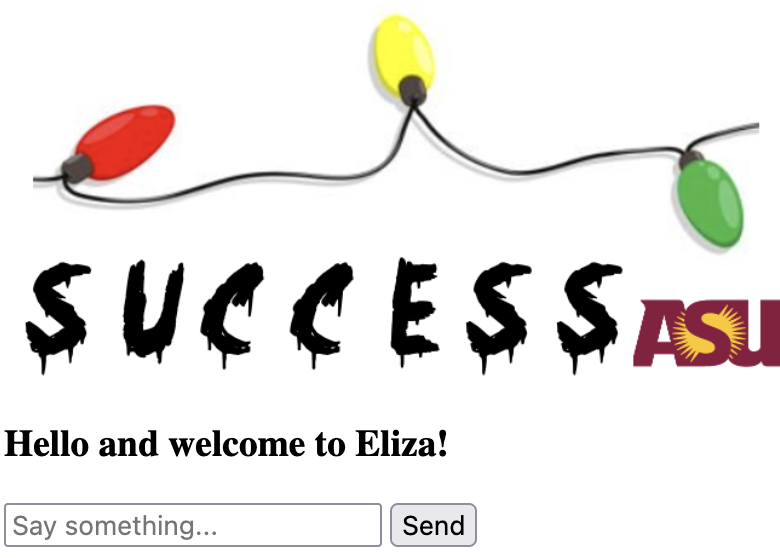 SUCCESS ASU
Hello and welcome to Eliza!
Say something... Send